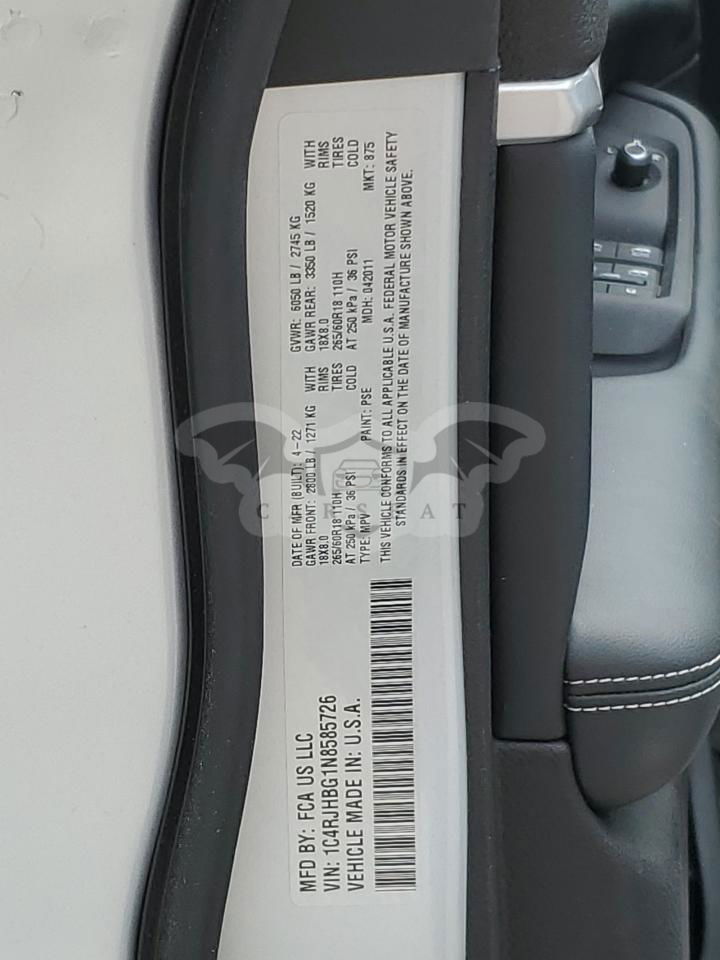 MFD BY: FCA US LLC
VIN: 1C4RJHBG1N8585726
VEHICLE MADE IN: U.S.A.
DATE OF MFR (BUILT): 4-22 GVWR: 6050 LB / 2745 KG
GAWR FRONT: 2800 LB / 1271 KG WITH GAWR REAR: 3350 LB / 1520 KG WITH
18X8.0 RIMS 18X8.0 RIMS
265/60R18 110H TIRES 265/60R18 110H TIRES
AT 250 kPa / 36 PSI COLD AT 250 kPa / 36 PSI COLD
TYPE: MPV PAINT: PSE MDH: 042011 MKT: 875
THIS VEHICLE CONFORMS TO ALL APPLICABLE U.S.A. FEDERAL MOTOR VEHICLE SAFETY
STANDARDS IN EFFECT ON THE DATE OF MANUFACTURE SHOWN ABOVE.